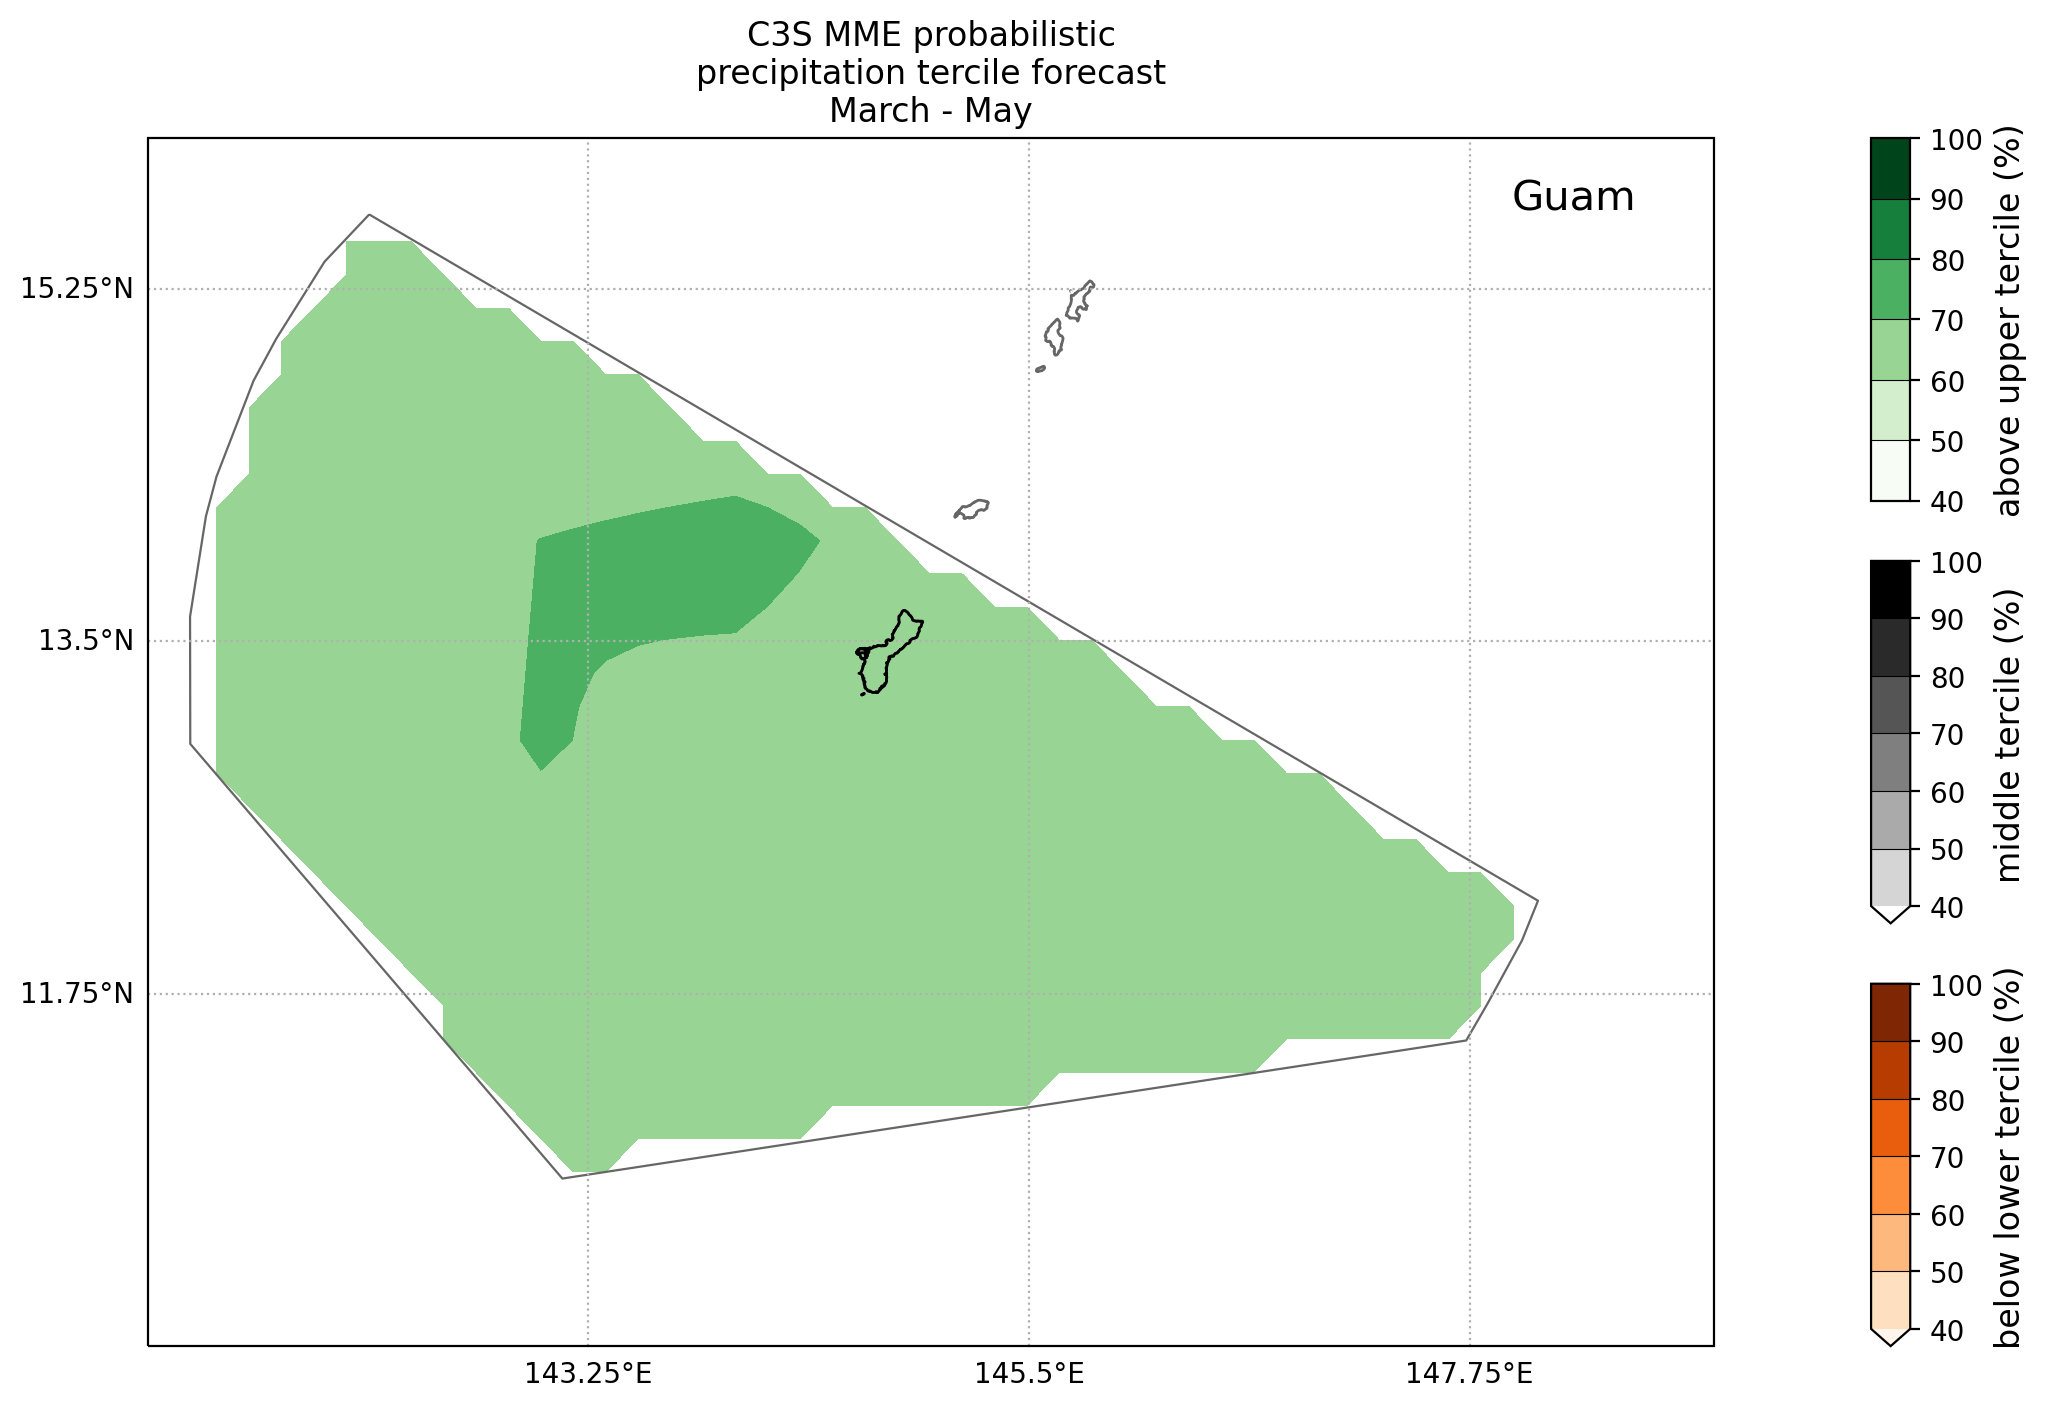 C3S MME probabilistic
precipitation tercile forecast
March - May
Guam
15.25°N
13.5°N
11.75°N
143.25°E
145.5°E
147.75°E
100
90
80
70
60
50
40
above upper tercile (%)
100
90
80
70
60
50
40
middle tercile (%)
100
90
80
70
60
50
40
below lower tercile (%)